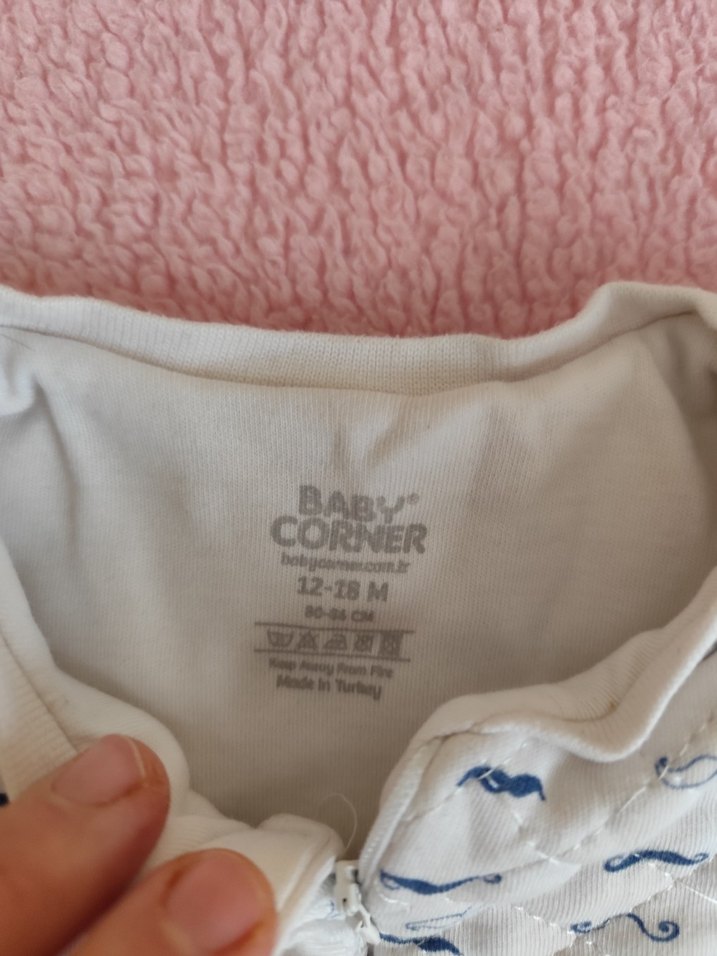 BABY®
CORNER
babycorner.com.tr
12-18 M
80-86 CM
Keep Away From Fire
Made In Turkey